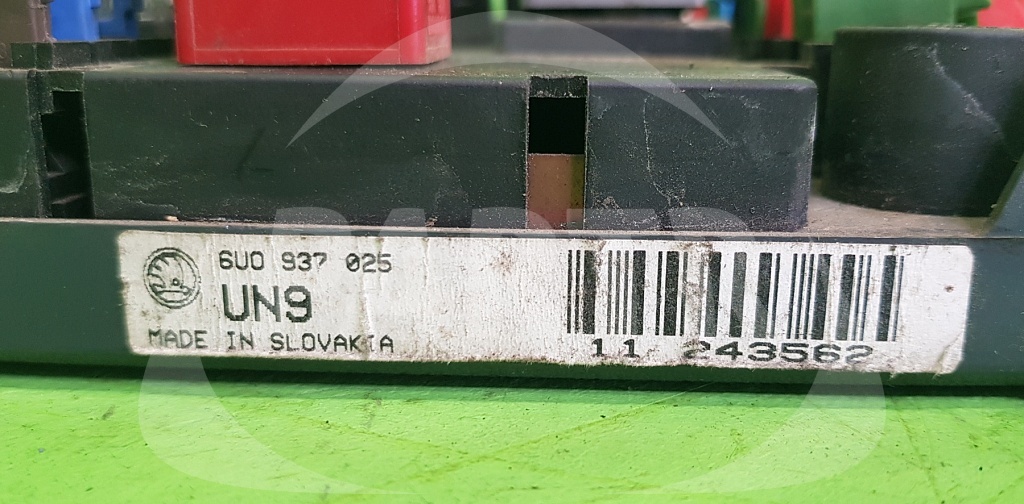 6U0 937 025
UN9
MADE IN SLOVAKIA
11 243562